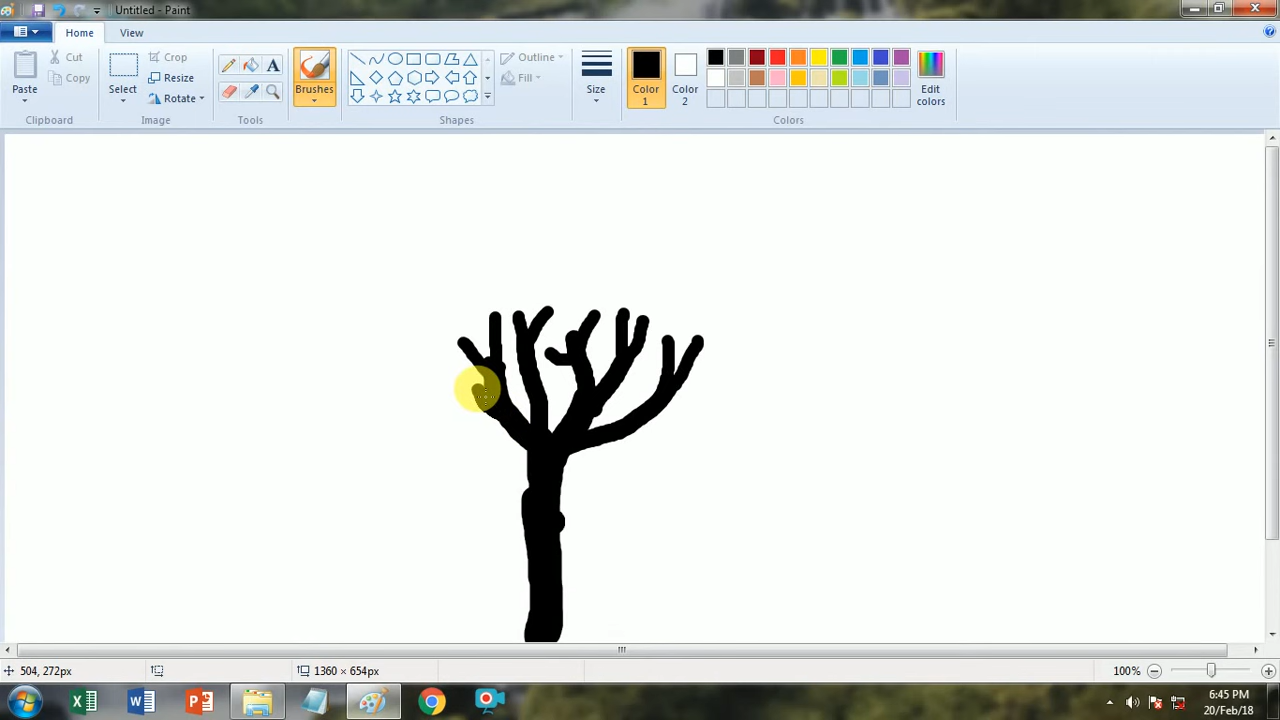 Untitled - Paint
Home
View
Paste
Cut
Copy
Clipboard
Select
Crop
Resize
Rotate
Image
A
Tools
Brushes
Outline
Fill
Shapes
Size
Color
1
Color
2
Edit
colors
Colors
504, 272px
1360 × 654px
100%
6:45 PM
20/Feb/18